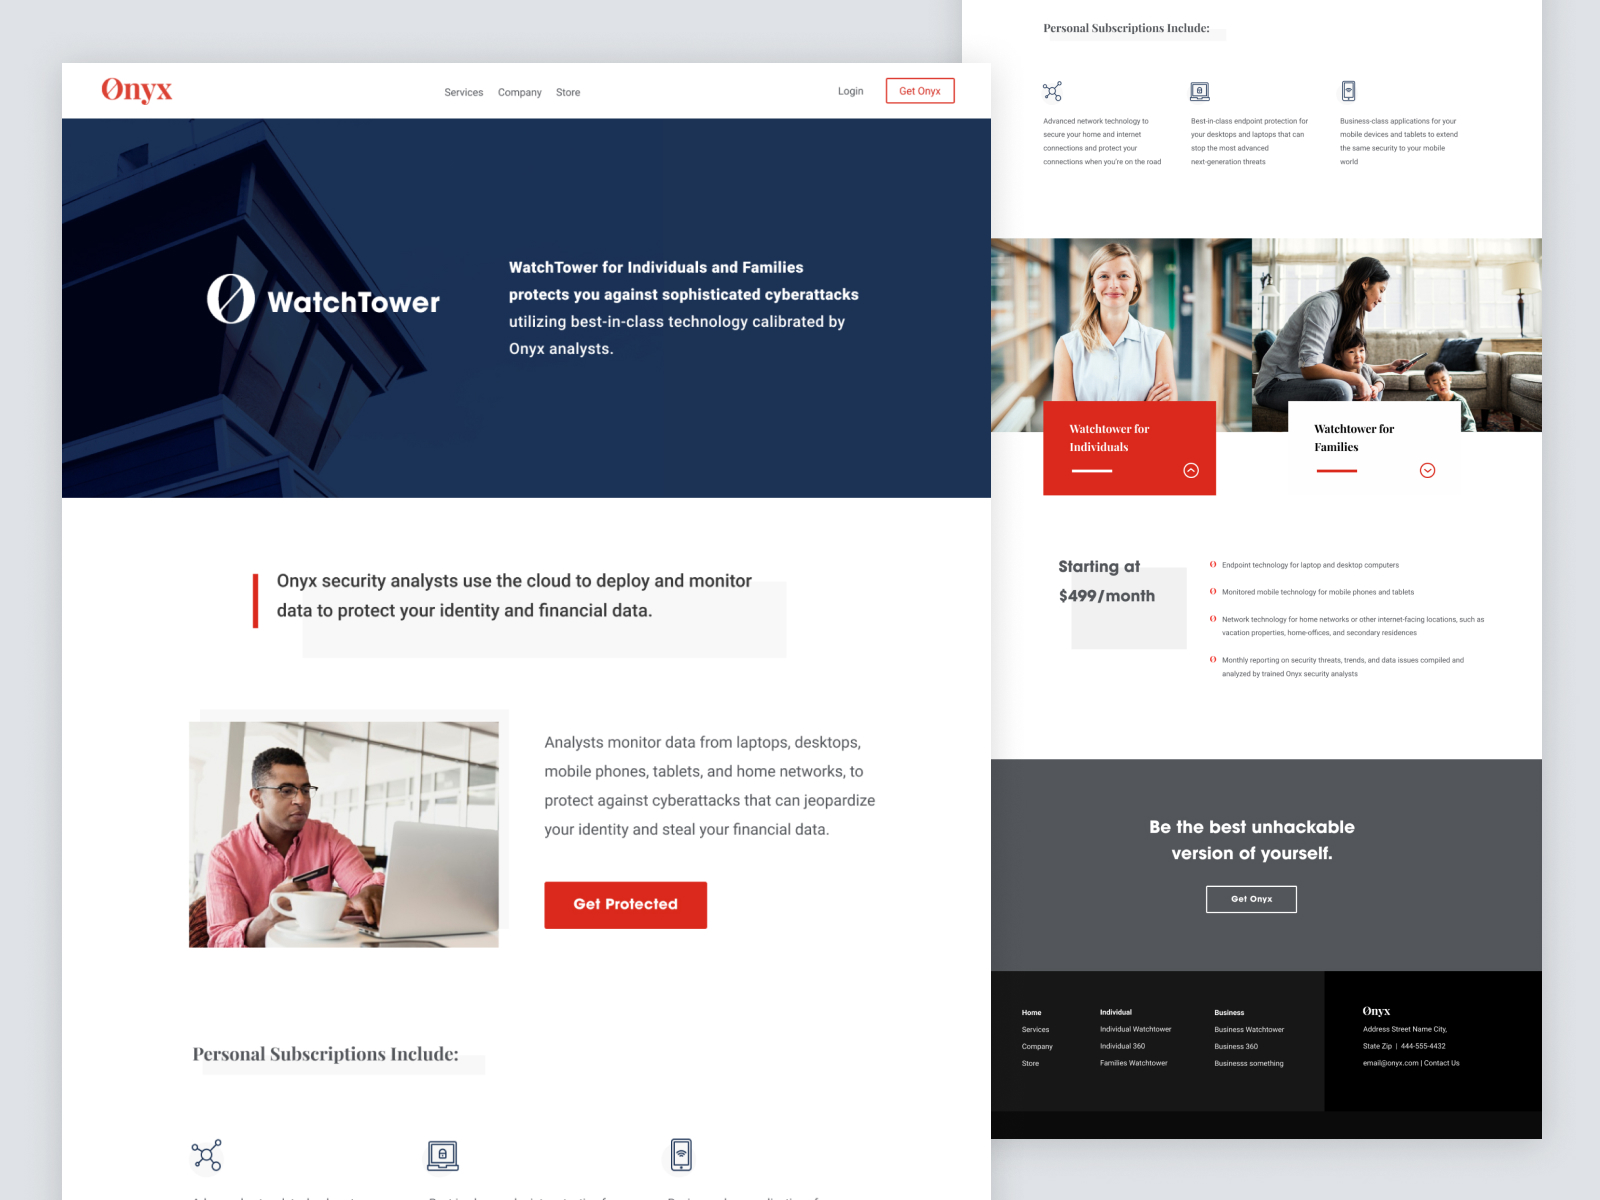 Onyx
Services Company Store
Login
Get Onyx
WatchTower
WatchTower for Individuals and Families
protects you against sophisticated cyberattacks
utilizing best-in-class technology calibrated by
Onyx analysts.
Onyx security analysts use the cloud to deploy and monitor
data to protect your identity and financial data.
Analysts monitor data from laptops, desktops,
mobile phones, tablets, and home networks, to
protect against cyberattacks that can jeopardize
your identity and steal your financial data.
Get Protected
Personal Subscriptions Include:
Personal Subscriptions Include:
Advanced network technology to
secure your home and internet
connections and protect your
connections when you're on the road
Best-in-class endpoint protection for
your desktops and laptops that can
stop the most advanced
next-generation threats
Business-class applications for your
mobile devices and tablets to extend
the same security to your mobile
world
Watchtower for
Individuals
Watchtower for
Families
Starting at
$499/month
Endpoint technology for laptop and desktop computers
Monitored mobile technology for mobile phones and tablets
Network technology for home networks or other internet-facing locations, such as
vacation properties, home-offices, and secondary residences
Monthly reporting on security threats, trends, and data issues compiled and
analyzed by trained Onyx security analysts
Be the best unhackable
version of yourself.
Get Onyx
Home
Services
Company
Store
Individual
Individual Watchtower
Individual 360
Families Watchtower
Business
Business Watchtower
Business 360
Businesss something
Onyx
Address Street Name City,
State Zip | 444-555-4432
email@onyx.com | Contact Us